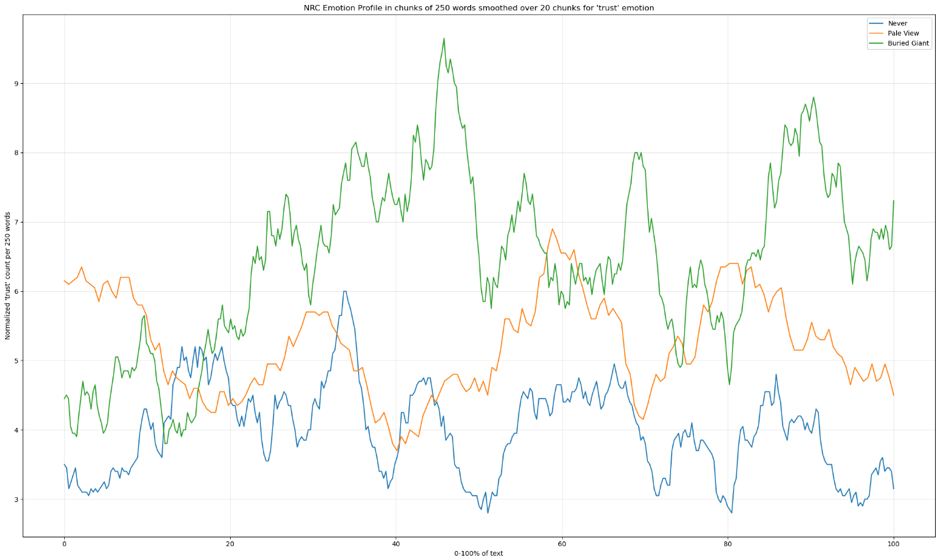 NRC Emotion Profile in chunks of 250 words smoothed over 20 chunks for 'trust' emotion
Never
Pale View
Buried Giant
Normalized 'trust' count per 250 words
9
8
7
6
5
4
3
0
20
40
60
80
100
0-100% of text